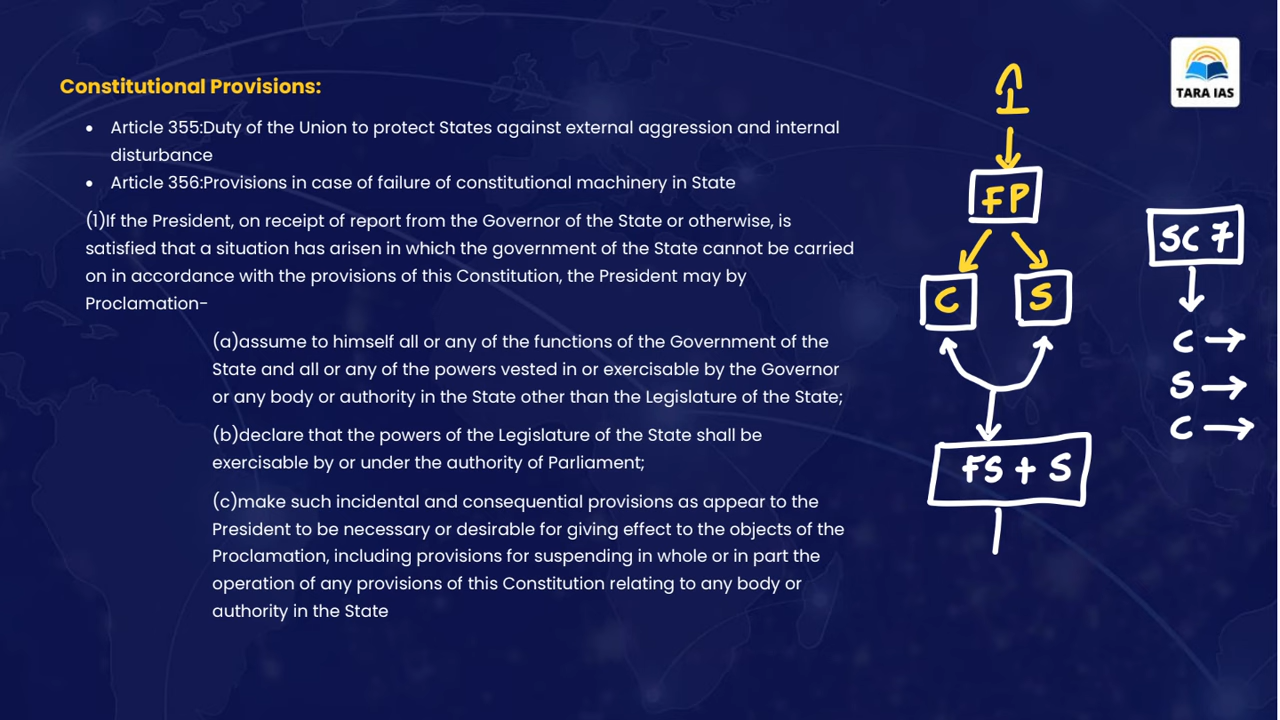 Constitutional Provisions:
• Article 355:Duty of the Union to protect States against external aggression and internal
disturbance
• Article 356:Provisions in case of failure of constitutional machinery in State
(1)If the President, on receipt of report from the Governor of the State or otherwise, is
satisfied that a situation has arisen in which the government of the State cannot be carried
on in accordance with the provisions of this Constitution, the President may by
Proclamation-
(a)assume to himself all or any of the functions of the Government of the
State and all or any of the powers vested in or exercisable by the Governor
or any body or authority in the State other than the Legislature of the State;
(b)declare that the powers of the Legislature of the State shall be
exercisable by or under the authority of Parliament;
(c)make such incidental and consequential provisions as appear to the
President to be necessary or desirable for giving effect to the objects of the
Proclamation, including provisions for suspending in whole or in part the
operation of any provisions of this Constitution relating to any body or
authority in the State
FP
C S
FS + S
SC 7
C →
S →
C →
TARA IAS